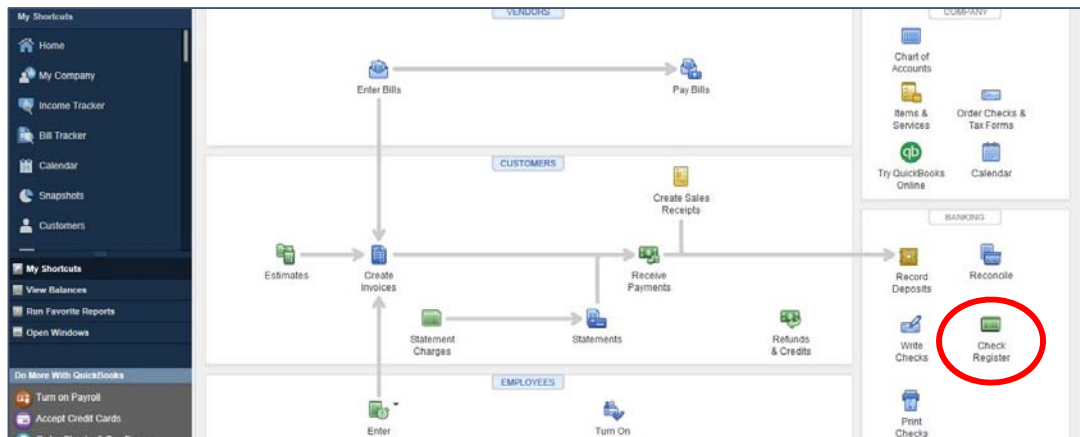 My Shortcuts
Home
My Company
Income Tracker
Bill Tracker
Calendar
Snapshots
Customers
My Shortcuts
View Balances
Run Favorite Reports
Open Windows
Do More With QuickBooks
Turn on Payroll
Accept Credit Cards
VENDORS
Enter Bills
Pay Bills
CUSTOMERS
Create Sales
Receipts
Estimates
Create
Invoices
Receive
Payments
Statement
Charges
Statements
Refunds
& Credits
EMPLOYEES
Enter
Turn On
COMPANY
Chart of
Accounts
Items &
Services
Order Checks &
Tax Forms
qb
Try QuickBooks
Online
Calendar
BANKING
Record
Deposits
Reconcile
Write
Checks
Check
Register
Print
Checks